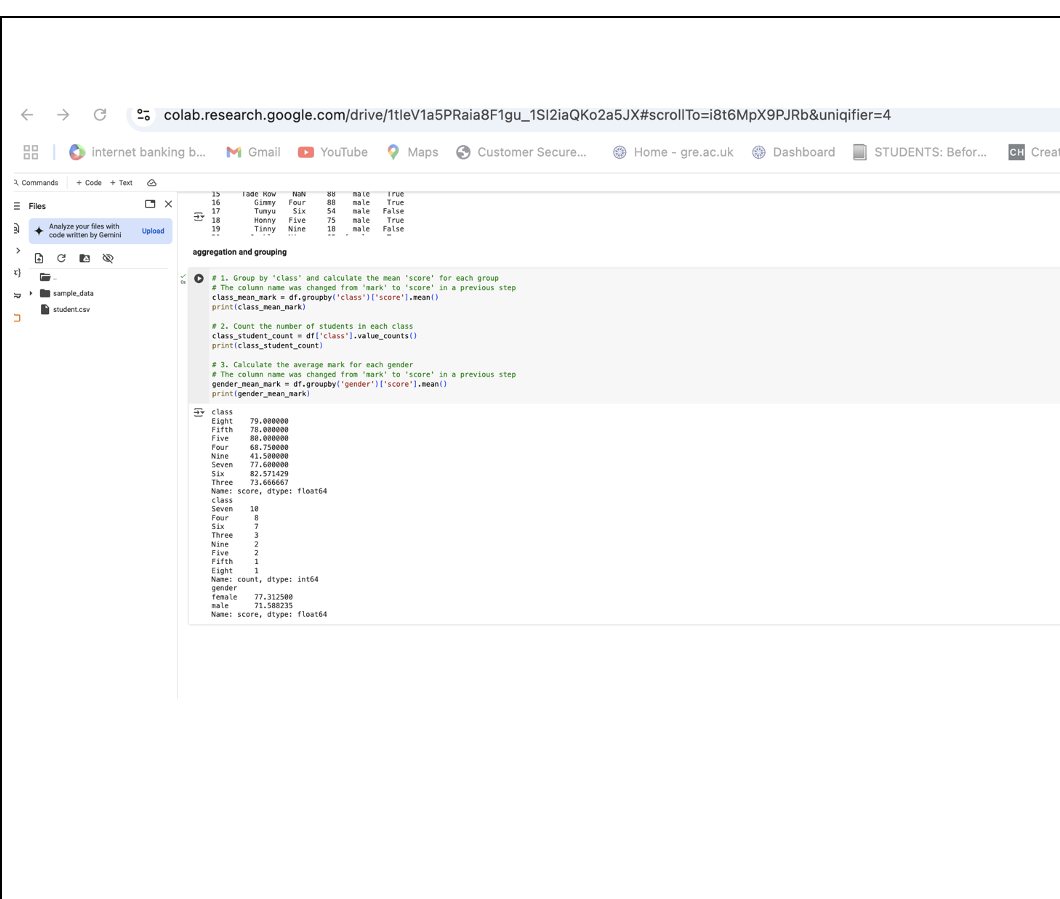 colab.research.google.com/drive/1tleV1a5PRaia8F1gu_1SI2iaQKo2a5JX#scrollTo=i8t6MpX9PJRb&uniqifier=4
internet banking b... Gmail YouTube Maps Customer Secure... Home - gre.ac.uk Dashboard STUDENTS: Befor... CH Creat
Commands + Code + Text
Files
Analyze your files with
code written by Gemini
Upload
..
sample_data
student.csv
15 Tade Row NaN 88 male True
16 Gimmy Four 88 male True
17 Tumyu Six 54 male False
18 Honny Five 75 male True
19 Tinny Nine 18 male False
aggregation and grouping
# 1. Group by 'class' and calculate the mean 'score' for each group
# The column name was changed from 'mark' to 'score' in a previous step
class_mean_mark = df.groupby('class')['score'].mean()
print(class_mean_mark)
# 2. Count the number of students in each class
class_student_count = df['class'].value_counts()
print(class_student_count)
# 3. Calculate the average mark for each gender
# The column name was changed from 'mark' to 'score' in a previous step
gender_mean_mark = df.groupby('gender')['score'].mean()
print(gender_mean_mark)
class
Eight 79.000000
Fifth 78.000000
Five 80.000000
Four 68.750000
Nine 41.500000
Seven 77.600000
Six 82.571429
Three 73.666667
Name: score, dtype: float64
class
Seven 10
Four 8
Six 7
Three 3
Nine 2
Five 2
Fifth 1
Eight 1
Name: count, dtype: int64
gender
female 77.312500
male 71.588235
Name: score, dtype: float64